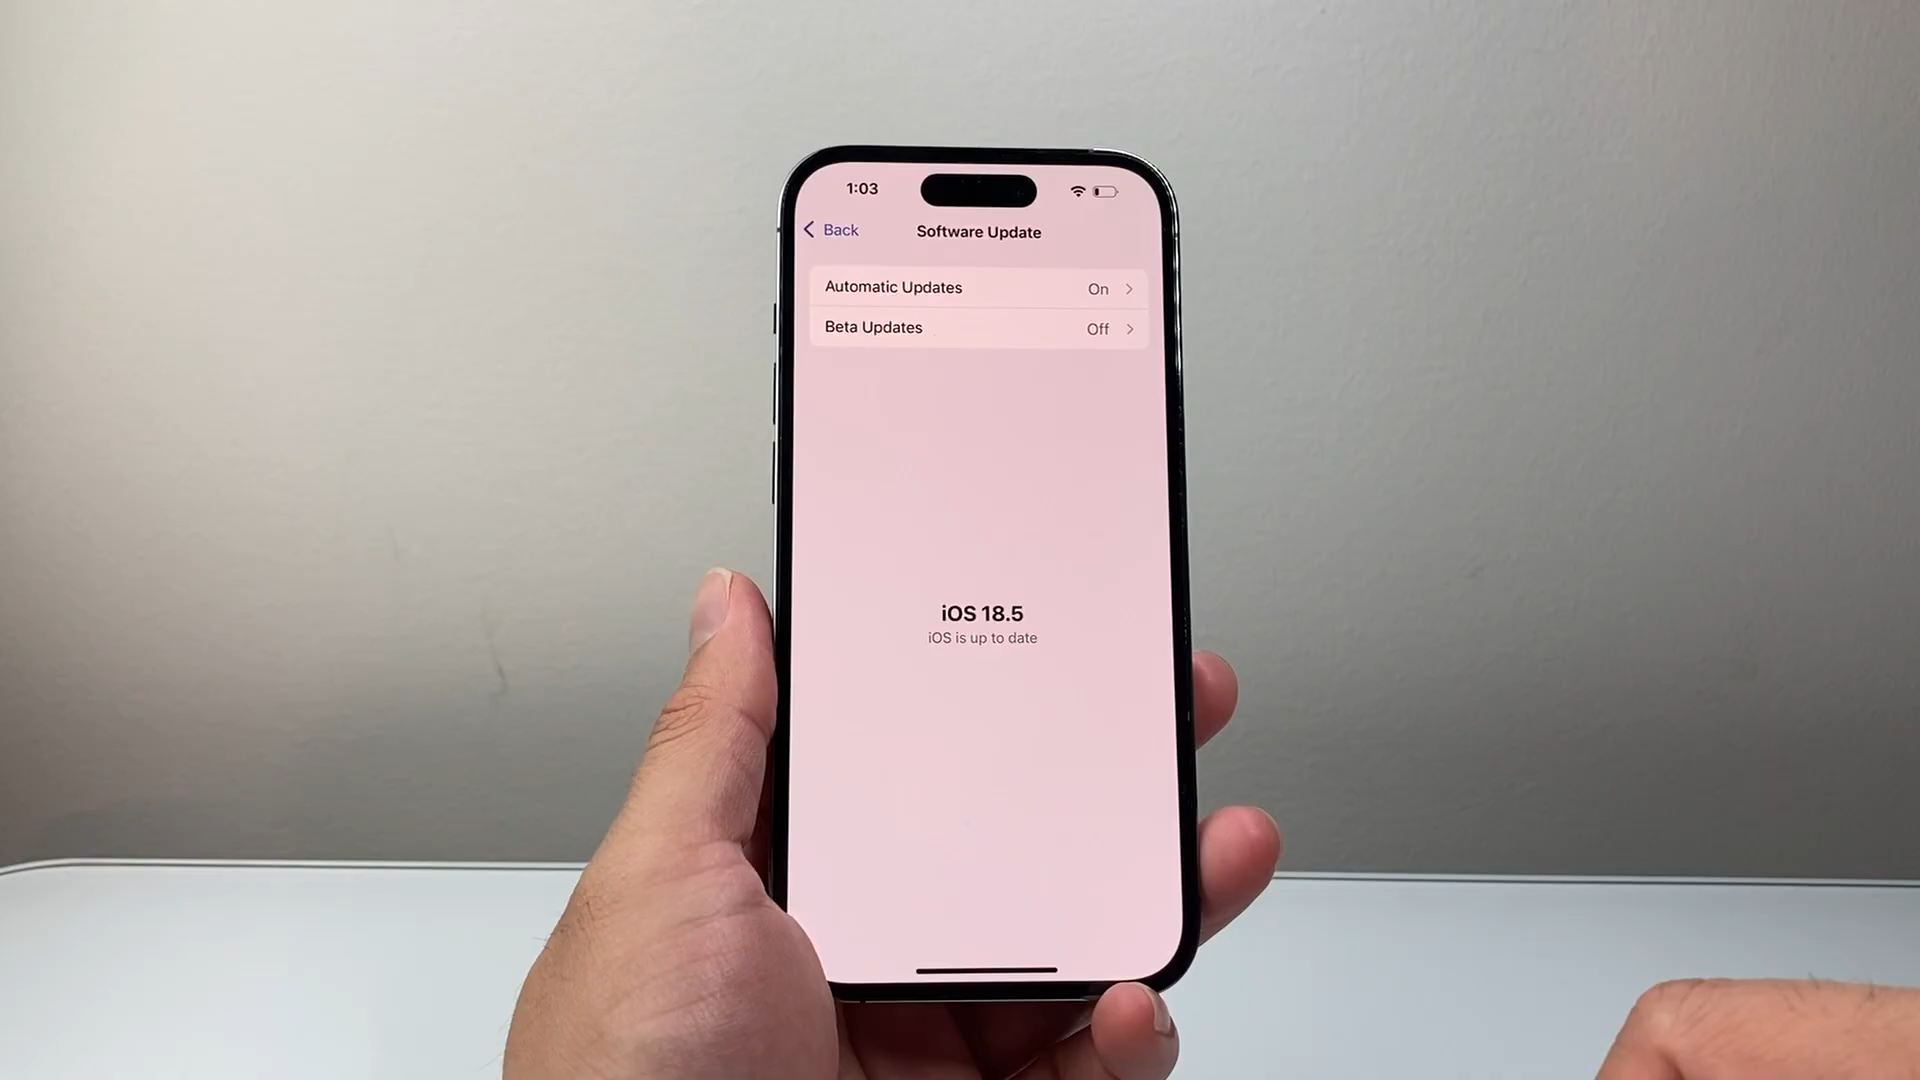 1:03
Back
Software Update
Automatic Updates On
Beta Updates Off
iOS 18.5
iOS is up to date